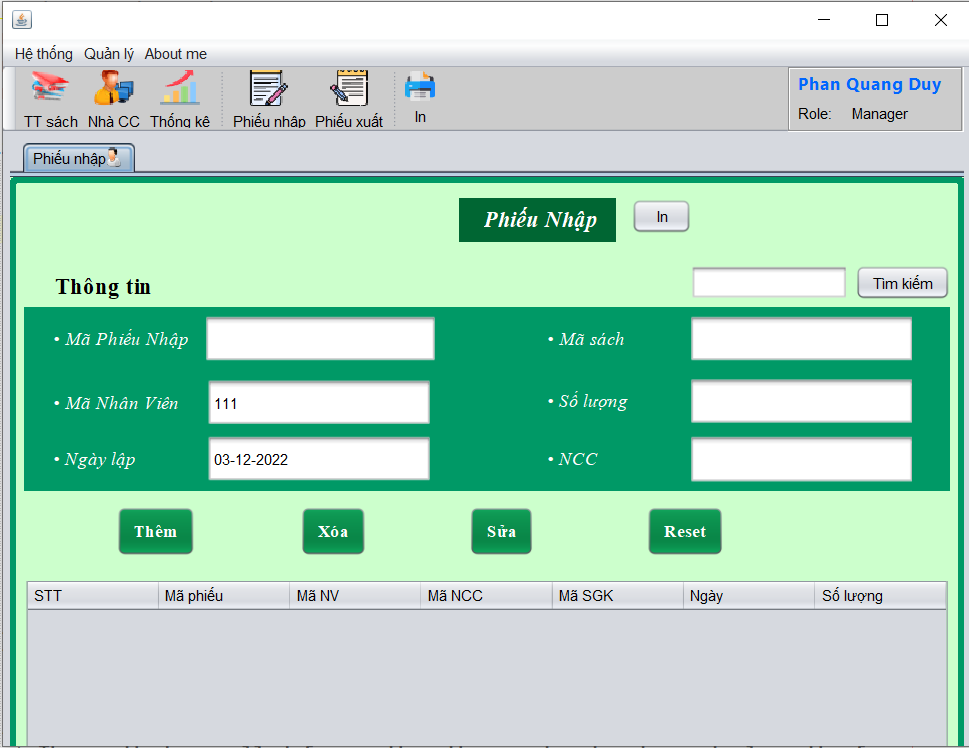 Hệ thống Quản lý About me
TT sách Nhà CC Thống kê Phiếu nhập Phiếu xuất In
Phan Quang Duy
Role: Manager
Phiếu nhập
Phiếu Nhập In
Thông tin Tìm kiếm
• Mã Phiếu Nhập • Mã sách
• Mã Nhân Viên 111 • Số lượng
• Ngày lập 03-12-2022 • NCC
Thêm Xóa Sửa Reset
STT Mã phiếu Mã NV Mã NCC Mã SGK Ngày Số lượng